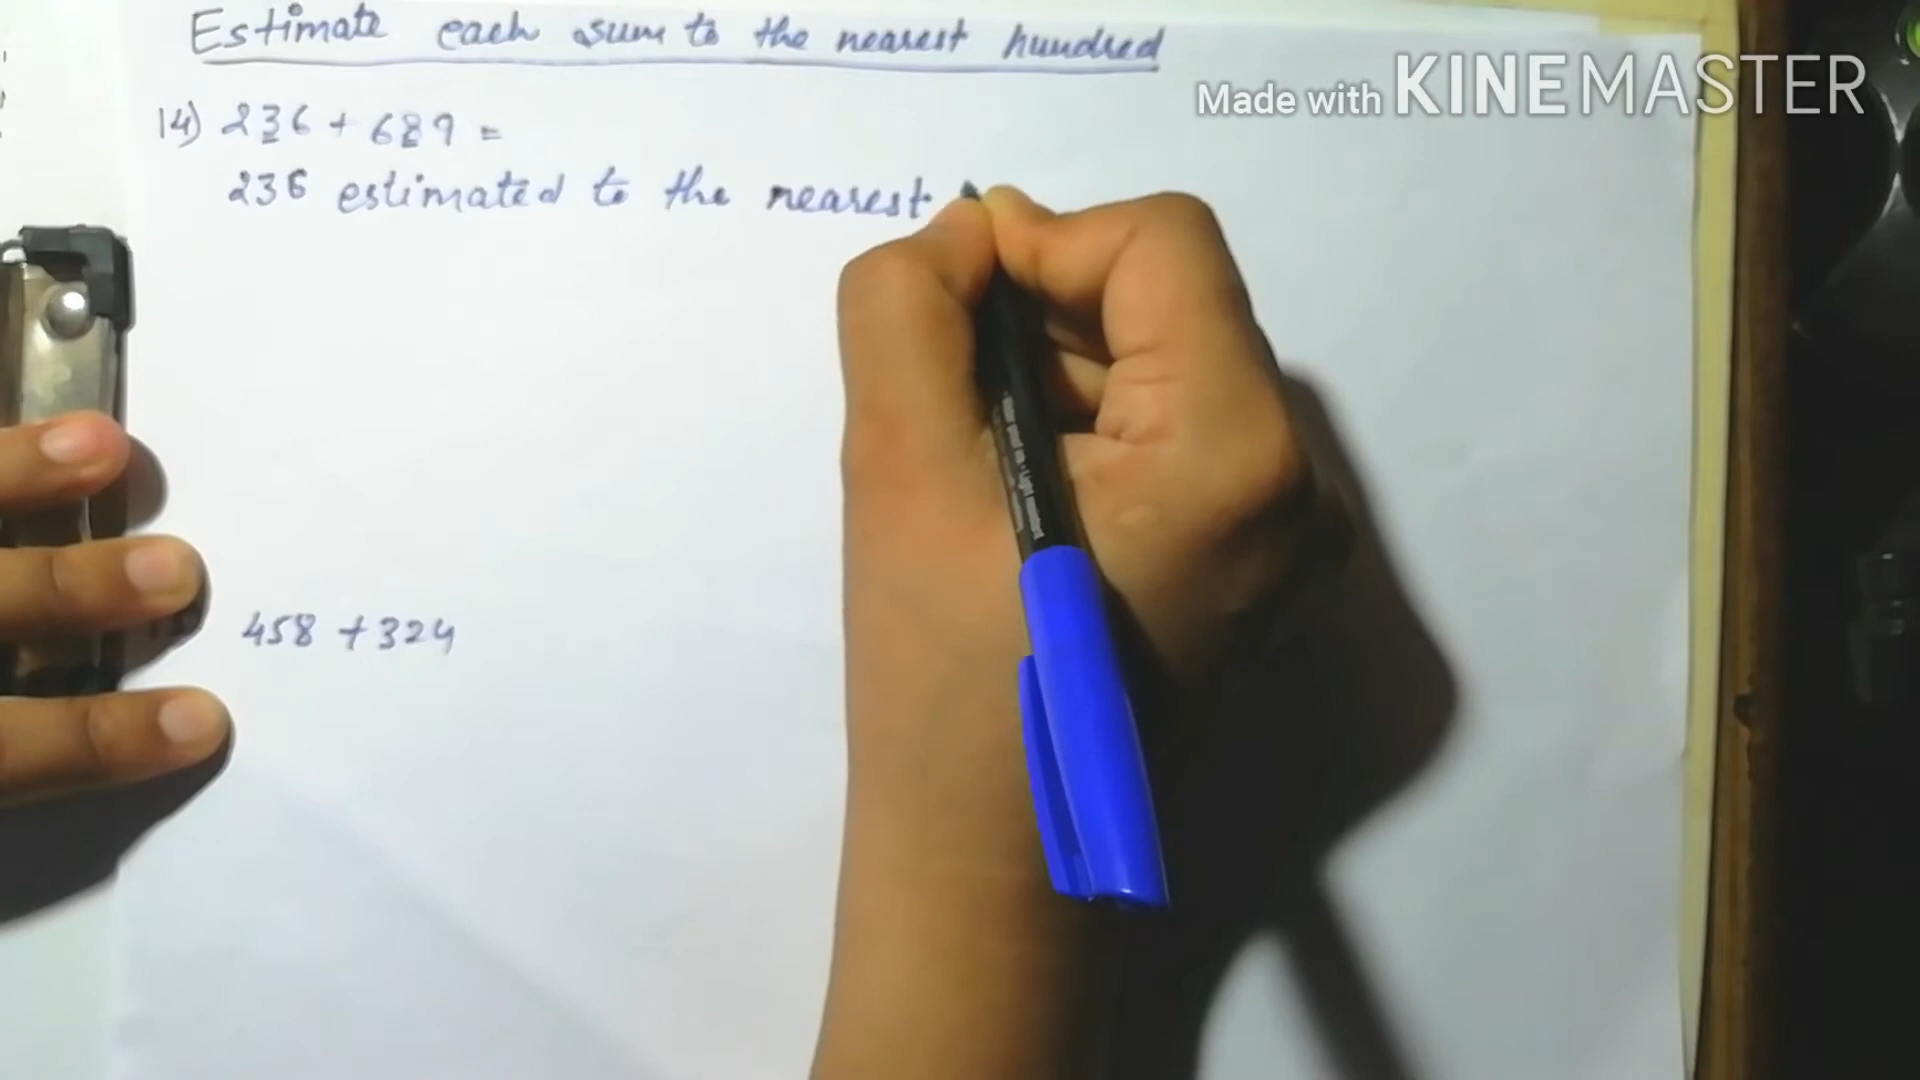 Estimate each sum to the nearest hundred
Made with KINEMASTER
14) 236 + 689 =
236 estimated to the nearest
458 + 324